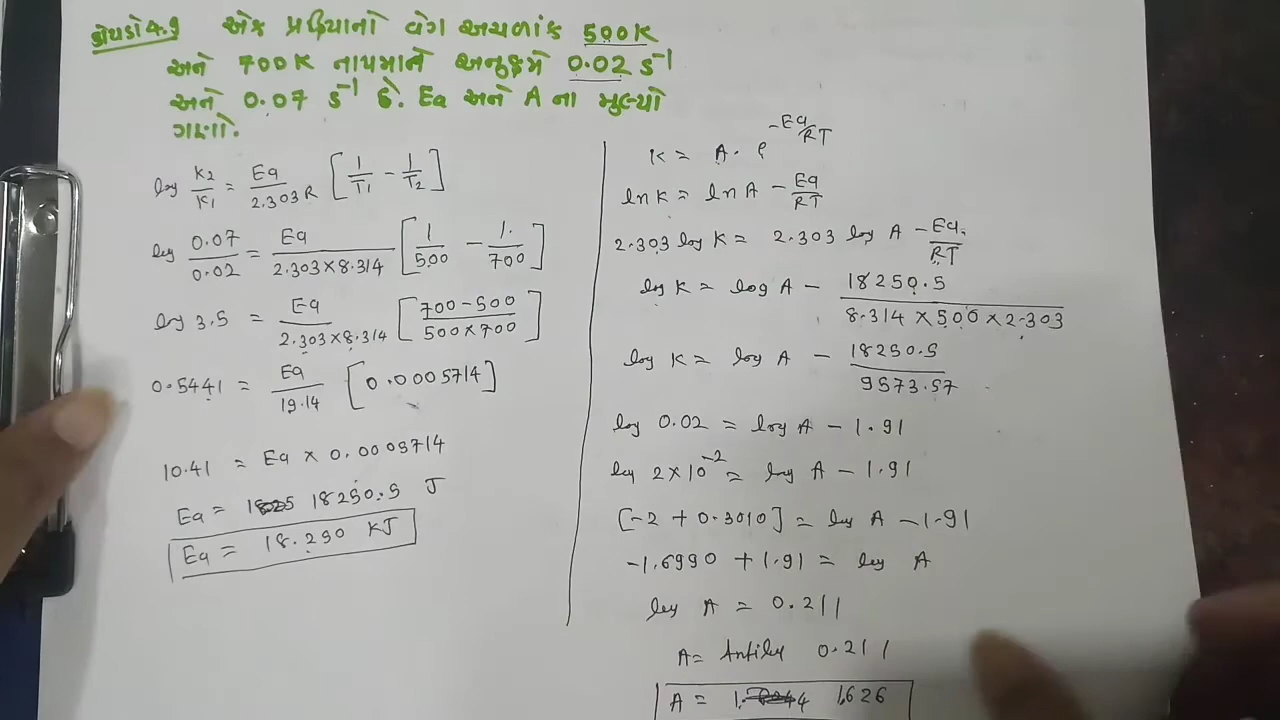 કોયડો 4.9 એક પ્રક્રિયાનો વેગ અચળાંક 500K
અને 700K તાપમાને અનુક્રમે 0.02 s⁻¹
અને 0.07 s⁻¹ છે. Ea અને A ના મુલ્યો
ગણો.
log K2/K1 = Ea/2.303R [1/T1 - 1/T2]
log 0.07/0.02 = Ea/2.303×8.314 [1/500 - 1/700]
log 3.5 = Ea/2.303×8.314 [700-500/500×700]
0.5441 = Ea/19.14 [0.0005714]
10.41 = Ea × 0.0005714
Ea = 18250.5 J
Ea = 18.250 KJ
K = A. e^-Ea/RT
ln K = ln A - Ea/RT
2.303 log K = 2.303 log A - Ea/RT
log K = log A - 18250.5/8.314×500×2.303
log K = log A - 18250.5/9573.57
log 0.02 = log A - 1.91
log 2×10⁻² = log A - 1.91
[-2 + 0.3010] = log A - 1.91
-1.6990 + 1.91 = log A
log A = 0.211
A = Antilog 0.211
A = 1.626